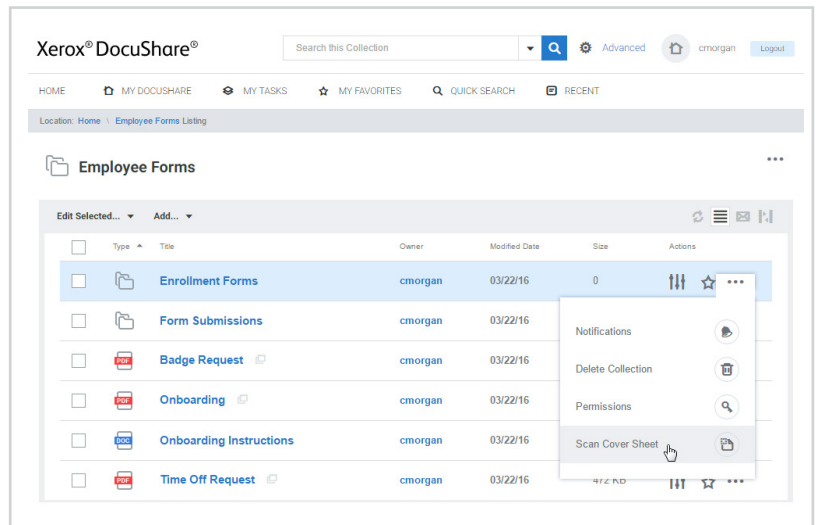 Xerox® DocuShare®
Search this Collection
Advanced
cmorgan
Logout
HOME MY DOCUSHARE MY TASKS MY FAVORITES QUICK SEARCH RECENT
Location: Home \ Employee Forms Listing
Employee Forms
Edit Selected... Add...
Type Title Owner Modified Date Size Actions
Enrollment Forms cmorgan 03/22/16 0
Form Submissions cmorgan 03/22/16
PDF Badge Request cmorgan 03/22/16
PDF Onboarding cmorgan 03/22/16
DOC Onboarding Instructions cmorgan 03/22/16
PDF Time Off Request cmorgan 03/22/16 472 KB
Notifications
Delete Collection
Permissions
Scan Cover Sheet